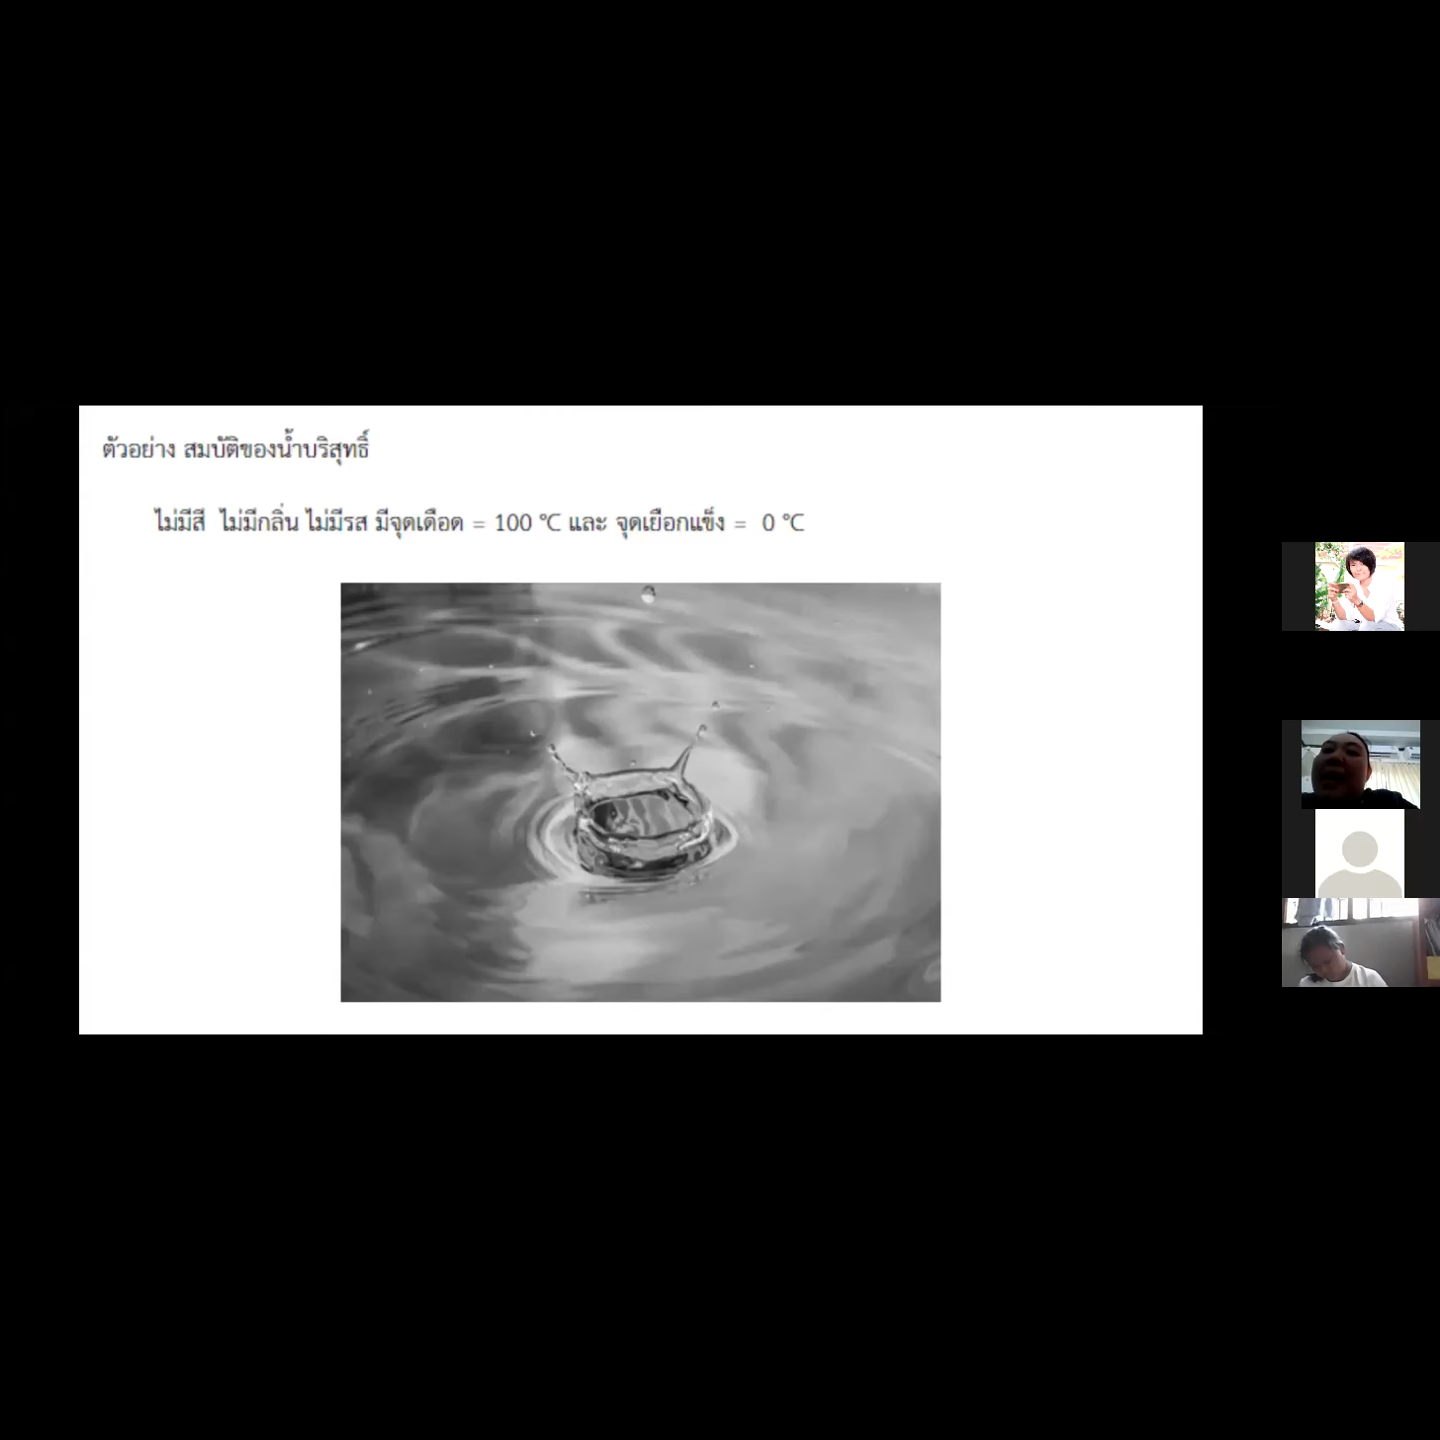 ตัวอย่าง สมบัติของน้ำบริสุทธิ์
ไม่มีสี ไม่มีกลิ่น ไม่มีรส มีจุดเดือด = 100 °C และ จุดเยือกแข็ง = 0 °C